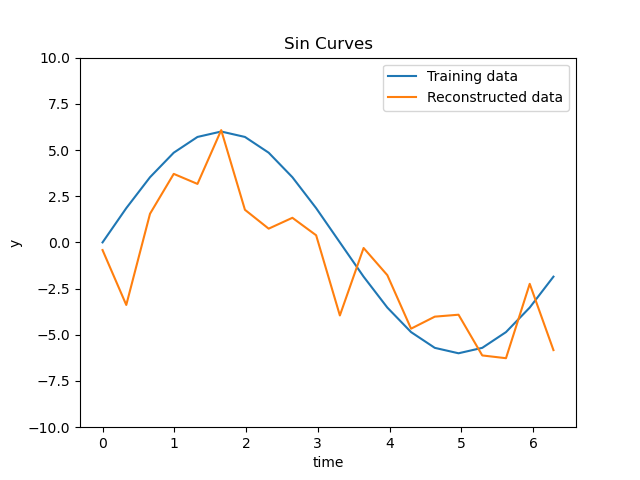 Sin Curves
Training data
Reconstructed data
10.0
7.5
5.0
2.5
0.0
−2.5
−5.0
−7.5
−10.0
y
0 1 2 3 4 5 6
time